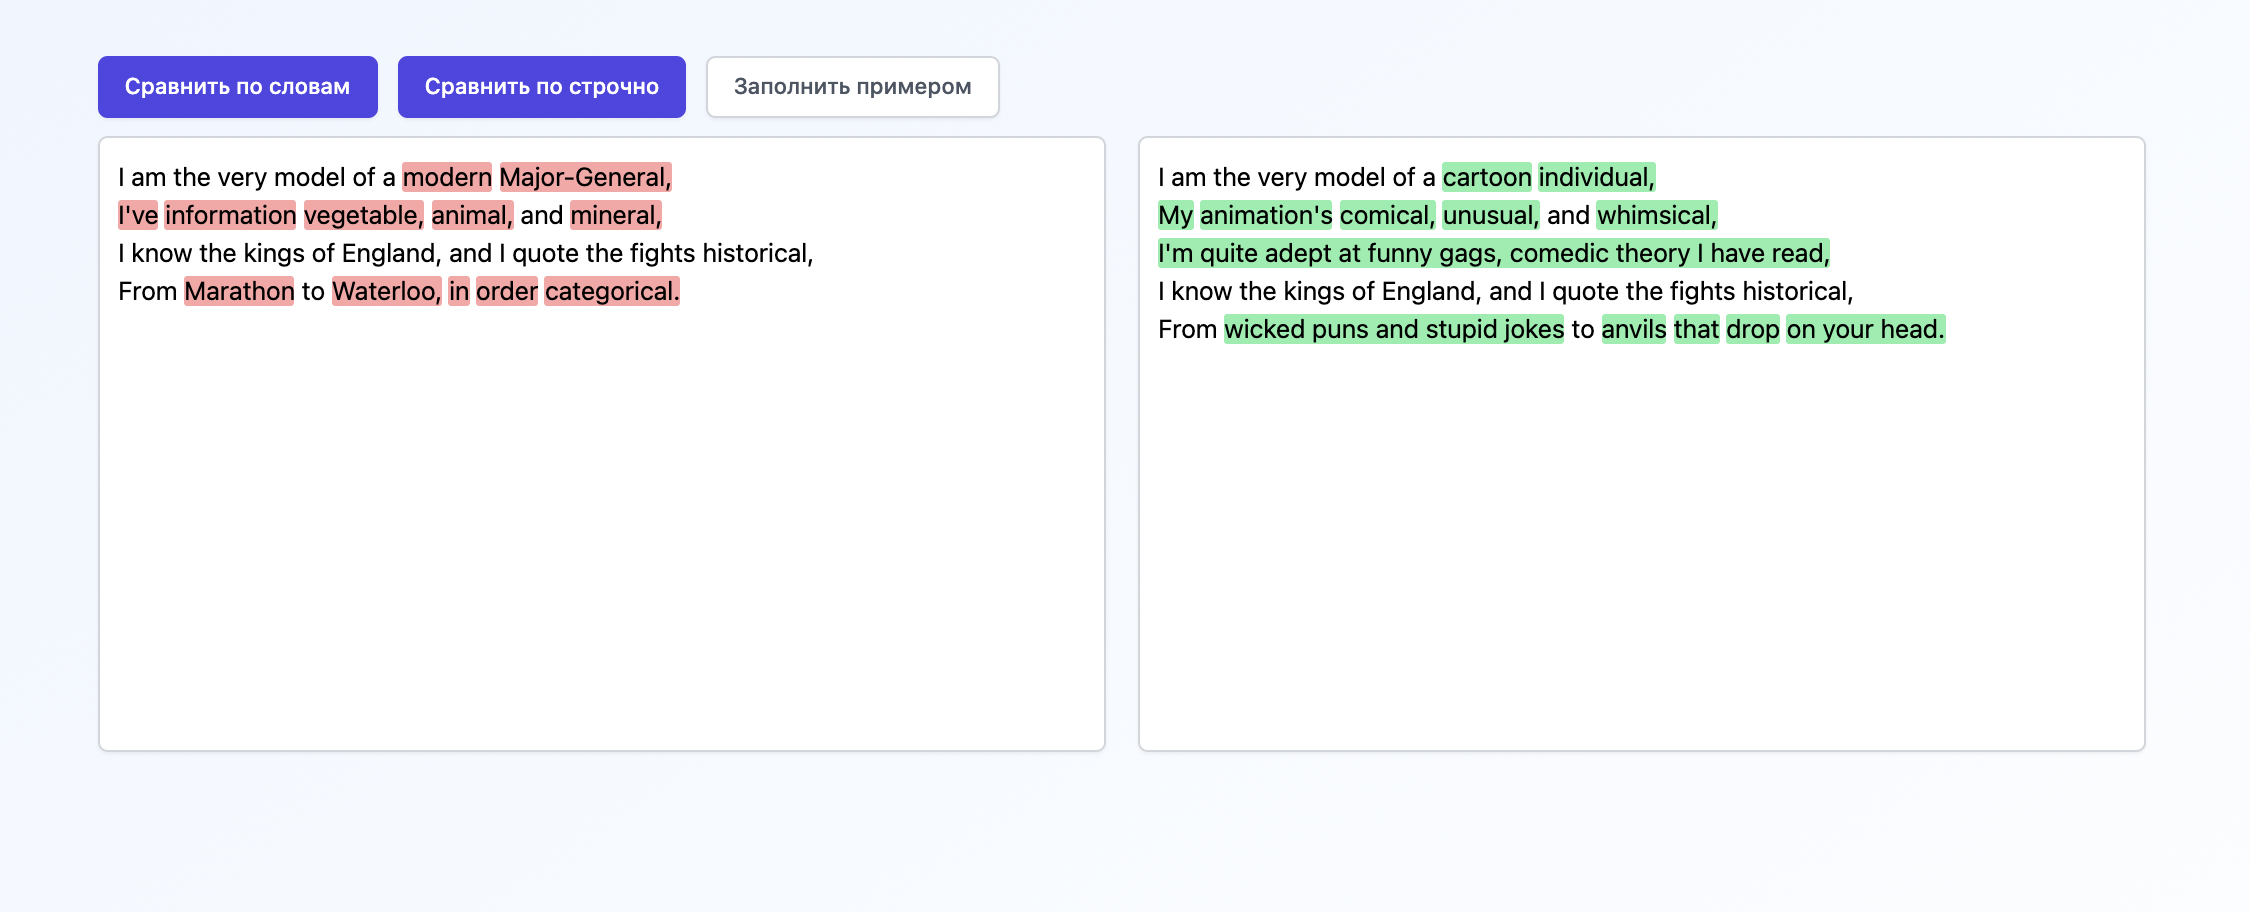 Сравнить по словам
Сравнить по строчно
Заполнить примером
I am the very model of a modern Major-General,
I've information vegetable, animal, and mineral,
I know the kings of England, and I quote the fights historical,
From Marathon to Waterloo, in order categorical.
I am the very model of a cartoon individual,
My animation's comical, unusual, and whimsical,
I'm quite adept at funny gags, comedic theory I have read,
I know the kings of England, and I quote the fights historical,
From wicked puns and stupid jokes to anvils that drop on your head.